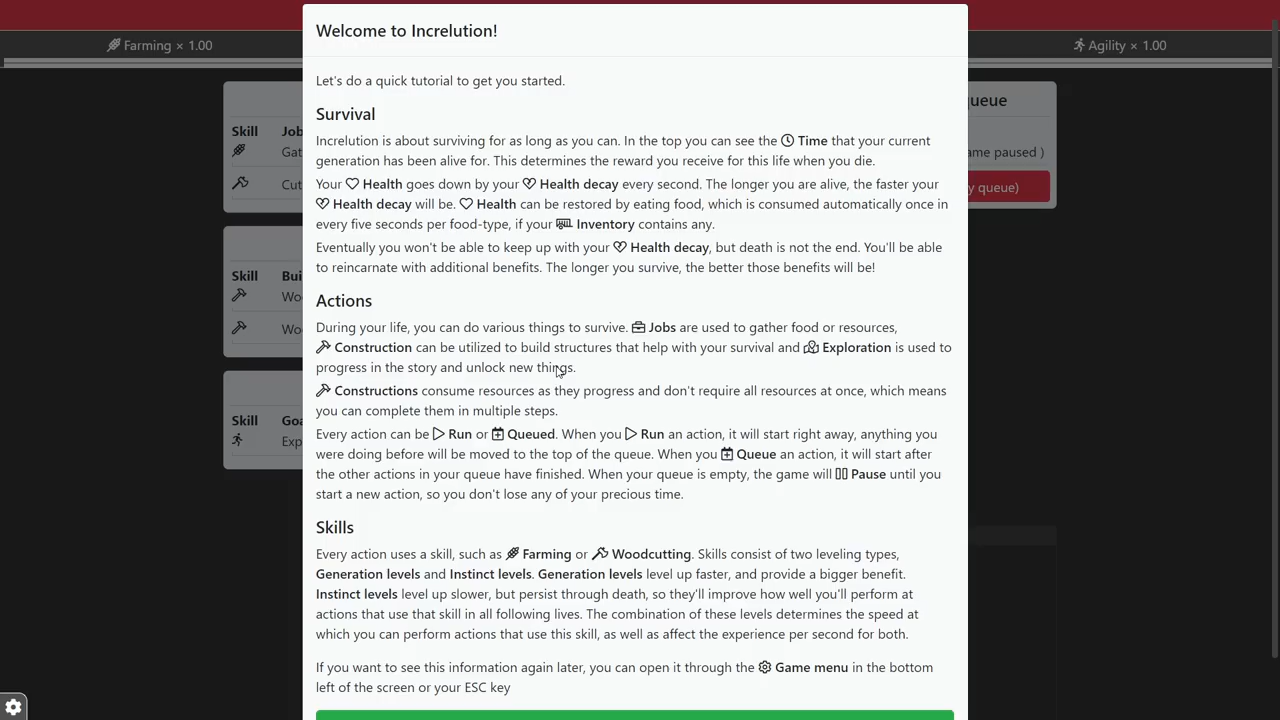 Welcome to Increlution!
Farming × 1.00
Agility × 1.00
Let's do a quick tutorial to get you started.
Survival
Increlution is about surviving for as long as you can. In the top you can see the Time that your current
generation has been alive for. This determines the reward you receive for this life when you die.
Your Health goes down by your Health decay every second. The longer you are alive, the faster your
Health decay will be. Health can be restored by eating food, which is consumed automatically once in
every five seconds per food-type, if your Inventory contains any.
Eventually you won't be able to keep up with your Health decay, but death is not the end. You'll be able
to reincarnate with additional benefits. The longer you survive, the better those benefits will be!
Actions
During your life, you can do various things to survive. Jobs are used to gather food or resources,
Construction can be utilized to build structures that help with your survival and Exploration is used to
progress in the story and unlock new things.
Constructions consume resources as they progress and don't require all resources at once, which means
you can complete them in multiple steps.
Every action can be Run or Queued. When you Run an action, it will start right away, anything you
were doing before will be moved to the top of the queue. When you Queue an action, it will start after
the other actions in your queue have finished. When your queue is empty, the game will Pause until you
start a new action, so you don't lose any of your precious time.
Skills
Every action uses a skill, such as Farming or Woodcutting. Skills consist of two leveling types,
Generation levels and Instinct levels. Generation levels level up faster, and provide a bigger benefit.
Instinct levels level up slower, but persist through death, so they'll improve how well you'll perform at
actions that use that skill in all following lives. The combination of these levels determines the speed at
which you can perform actions that use this skill, as well as affect the experience per second for both.
If you want to see this information again later, you can open it through the Game menu in the bottom
left of the screen or your ESC key
Skill Job
Gat
Cut
Skill Bui
Wo
Wo
Skill Goa
Exp
ueue
ame paused )
y queue)